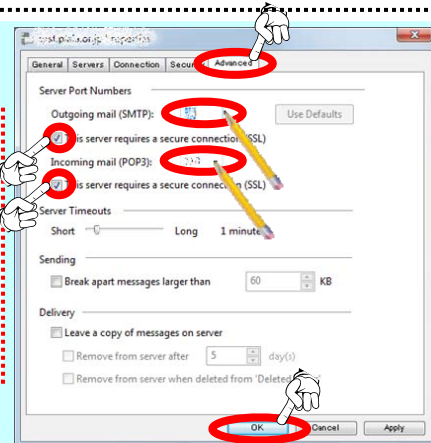 General Servers Connection Secur Advanced
Server Port Numbers
Outgoing mail (SMTP): Use Defaults
This server requires a secure connection (SSL)
Incoming mail (POP3):
This server requires a secure connection (SSL)
Server Timeouts
Short Long 1 minute
Sending
Break apart messages larger than 60 KB
Delivery
Leave a copy of messages on server
Remove from server after 5 day(s)
Remove from server when deleted from 'Deleted
OK Cancel Apply